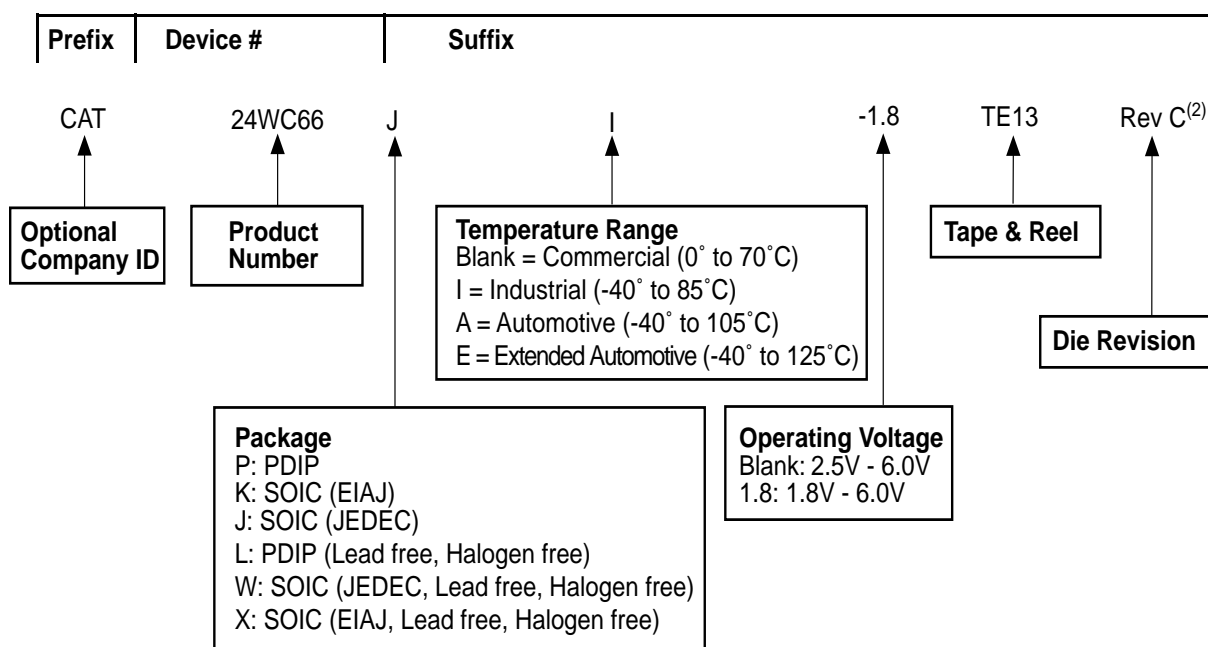 Prefix Device # Suffix
CAT 24WC66 J I -1.8 TE13 Rev C(2)
Optional
Company ID
Product
Number
Temperature Range
Blank = Commercial (0˚ to 70˚C)
I = Industrial (-40˚ to 85˚C)
A = Automotive (-40˚ to 105˚C)
E = Extended Automotive (-40˚ to 125˚C)
Tape & Reel
Die Revision
Package
P: PDIP
K: SOIC (EIAJ)
J: SOIC (JEDEC)
L: PDIP (Lead free, Halogen free)
W: SOIC (JEDEC, Lead free, Halogen free)
X: SOIC (EIAJ, Lead free, Halogen free)
Operating Voltage
Blank: 2.5V - 6.0V
1.8: 1.8V - 6.0V